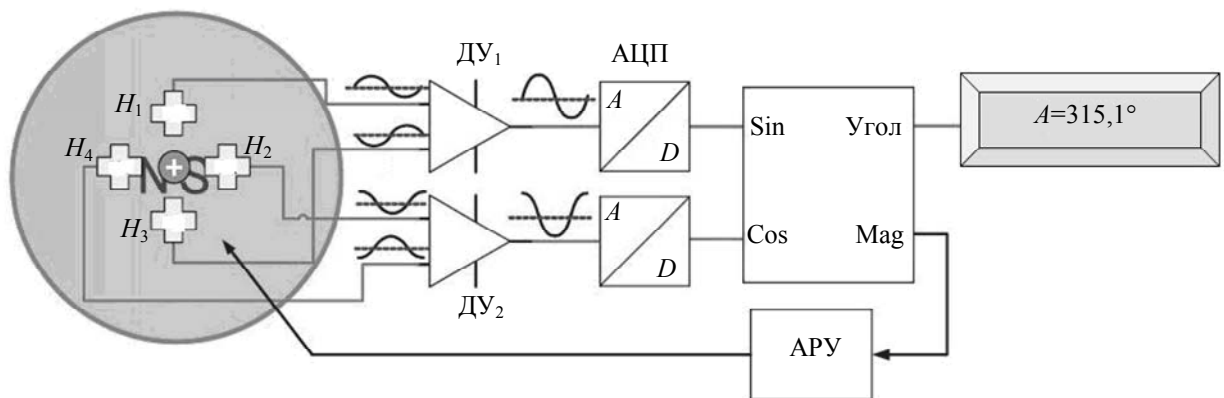 ДУ₁
АЦП
H₁
H₄
H₂
N S
H₃
A
D
Sin
Угол
A=315,1°
A
D
Cos
Mag
ДУ₂
АРУ